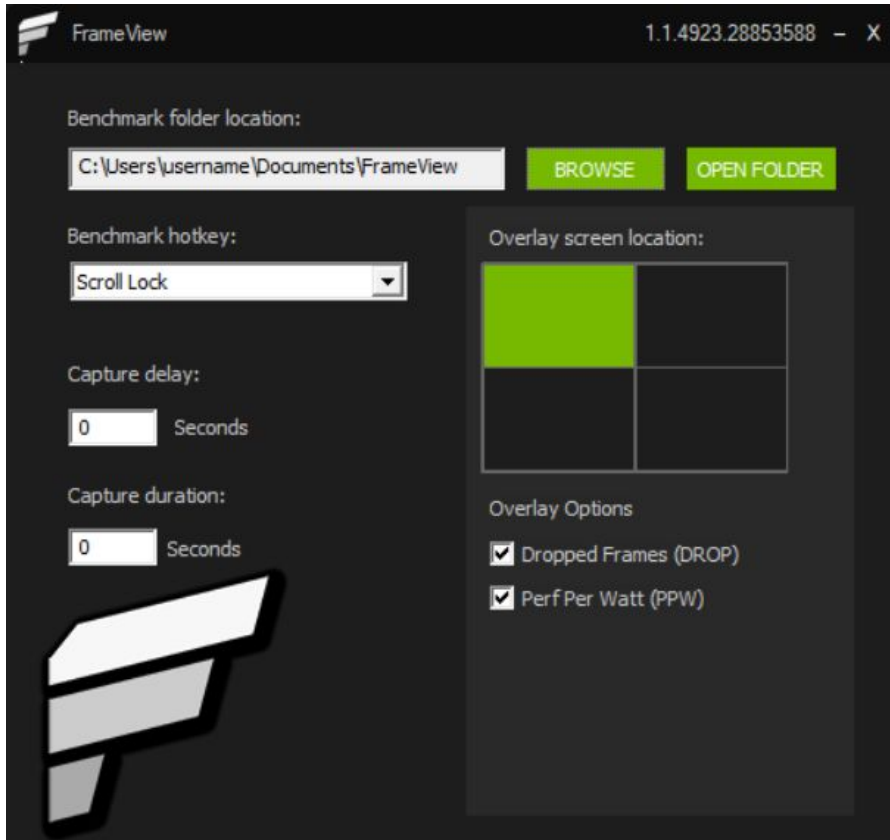 FrameView
1.1.4923.28853588 – X
Benchmark folder location:
C:\Users\username\Documents\FrameView
BROWSE
OPEN FOLDER
Benchmark hotkey:
Scroll Lock
Capture delay:
0 Seconds
Capture duration:
0 Seconds
Overlay screen location:
Overlay Options
Dropped Frames (DROP)
Perf Per Watt (PPW)